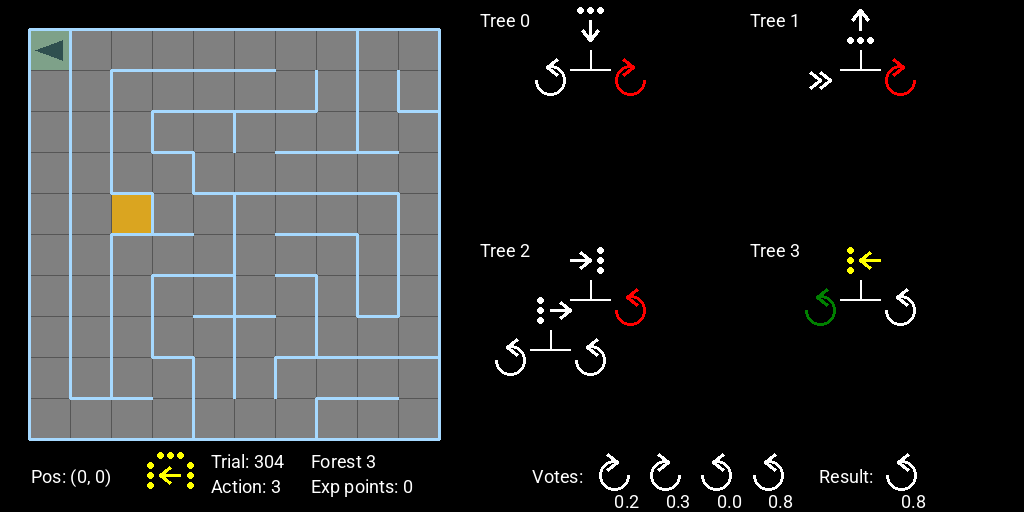 Tree 0
Tree 1
Tree 2
Tree 3
Pos: (0, 0)
Trial: 304
Forest 3
Action: 3
Exp points: 0
Votes:
0.2
0.3
0.0
0.8
Result:
0.8